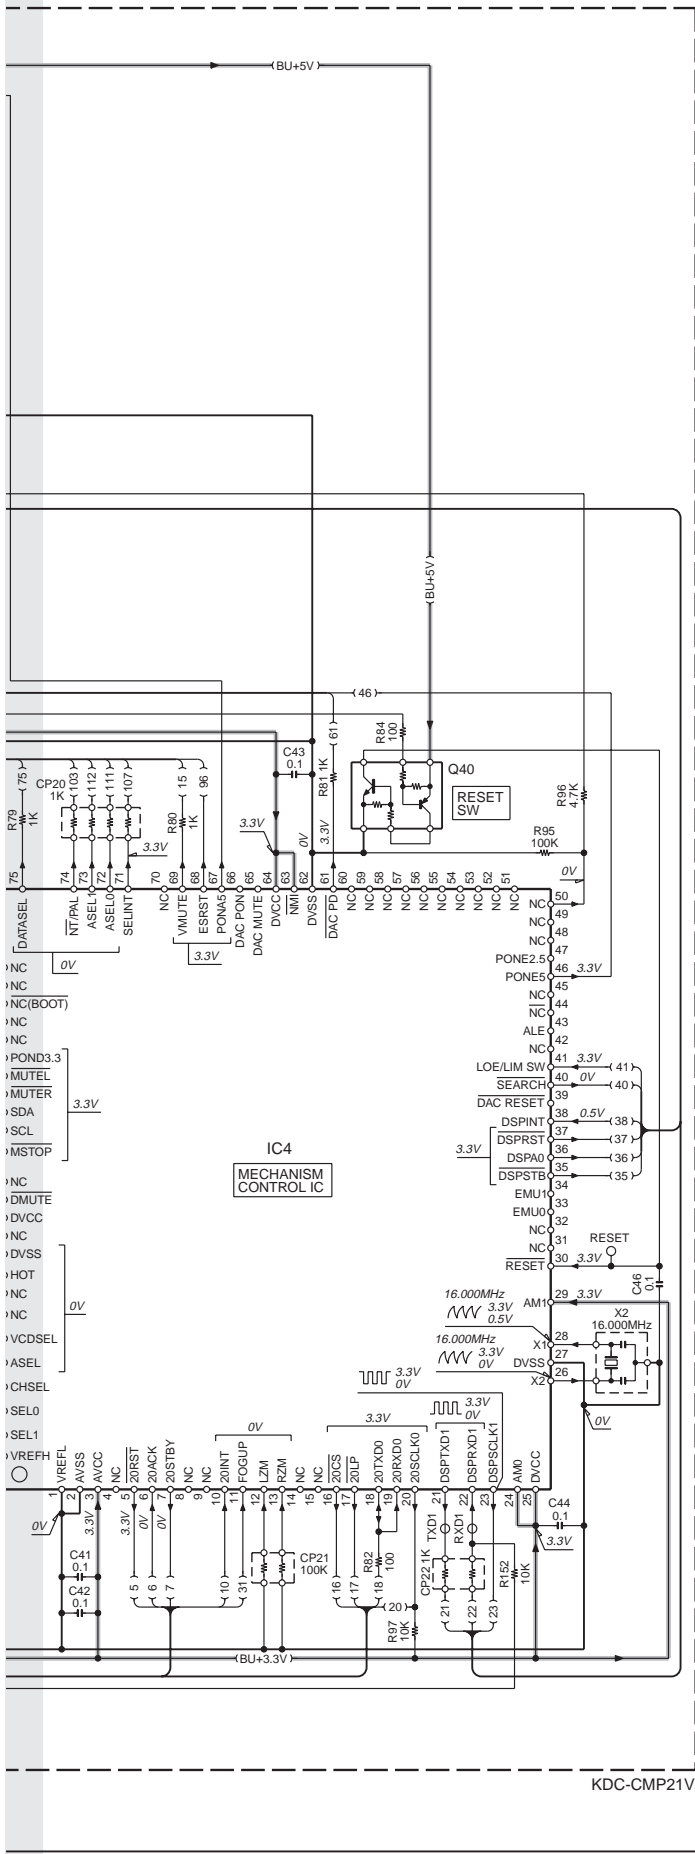 BU+5V
BU+5V
46
R84
100
61
R81 1K
C43
0.1
Q40
RESET
SW
R96
4.7K
R95
100K
0V
75
R79
1K
CP20
1K
103
112
111
107
3.3V
15
R80
1K
96
3.3V
0V
3.3V
75
74
73
72
71
70
69
68
67
66
65
64
63
62
61
60
59
58
57
56
55
54
53
52
51
DATASEL
NT/PAL
ASEL1
ASEL0
SELINT
NC
VMUTE
ESRST
PONA5
DAC PON
DAC MUTE
DVCC
NMI
DVSS
DAC PD
NC
NC
NC
NC
NC
NC
NC
NC
NC
NC
0V
3.3V
NC
NC
NC(BOOT)
NC
NC
POND3.3
MUTEL
MUTER
SDA
SCL
MSTOP
3.3V
NC
DMUTE
DVCC
NC
DVSS
HOT
NC
NC
VCDSEL
ASEL
0V
CHSEL
SEL0
SEL1
VREFH
IC4
MECHANISM
CONTROL IC
NC 50
NC 49
NC 48
PONE2.5 47
PONE5 46 3.3V
NC 45
NC 44
ALE 43
NC 42
LOE/LIM SW 41 3.3V 41
SEARCH 40 0V 40
DAC RESET 39
DSPINT 38 0.5V 38
DSPRST 37 37
DSPA0 36 36
DSPSTB 35 35
3.3V
EMU1 34
EMU0 33
NC 32
NC 31
RESET 30 3.3V
RESET
C46
0.1
AM1 29 3.3V
16.000MHz
3.3V
0.5V
X1 28
DVSS 27
X2 26
16.000MHz
3.3V
0V
X2
16.000MHz
0V
3.3V
0V
3.3V
0V
0V
3.3V
VREFL
AVSS
AVCC
NC
20RST
20ACK
20STBY
NC
NC
20INT
FOGUP
LZM
RZM
NC
NC
20CS
20LP
20TXD0
20RXD0
20SCLK0
DSPTXD1
DSPRXD1
DSPSCLK1
AM0
DVCC
1
2
3
4
5
6
7
8
9
10
11
12
13
14
15
16
17
18
19
20
21
22
23
24
25
0V
3.3V
3.3V
0V
0V
C41
0.1
C42
0.1
5
6
7
10
31
CP21
100K
R82
100
16
17
18
20
R97
10K
TXD1
RXD1
CP22 1K
21
22
23
R152
10K
C44
0.1
3.3V
BU+3.3V
KDC-CMP21V